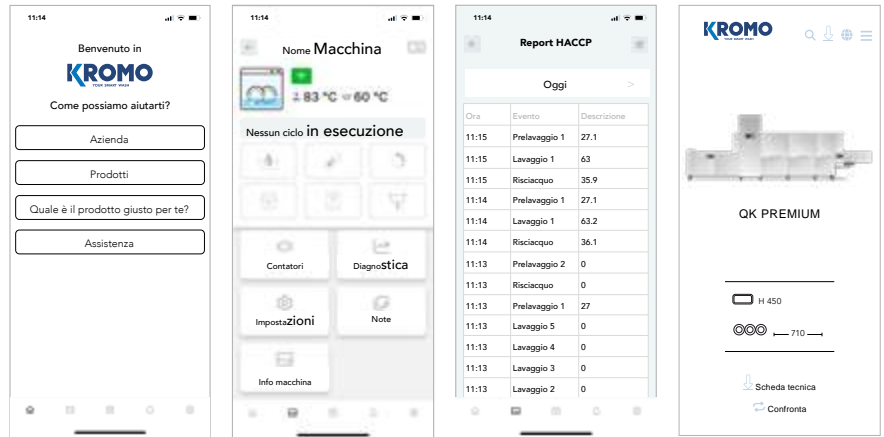 11:14
Benvenuto in
KROMO
YOUR SMART WASH
Come possiamo aiutarti?
Azienda
Prodotti
Quale è il prodotto giusto per te?
Assistenza
11:14
Nome Macchina
83 °C 60 °C
Nessun ciclo in esecuzione
Contatori
Diagnostica
Impostazioni
Note
Info macchina
11:14
Report HACCP
Oggi >
Ora Evento Descrizione
11:15 Prelavaggio 1 27.1
11:15 Lavaggio 1 63
11:15 Risciacquo 35.9
11:14 Prelavaggio 1 27.1
11:14 Lavaggio 1 63.2
11:14 Risciacquo 36.1
11:13 Prelavaggio 2 0
11:13 Risciacquo 0
11:13 Prelavaggio 1 27
11:13 Lavaggio 5 0
11:13 Lavaggio 4 0
11:13 Lavaggio 3 0
11:13 Lavaggio 2 0
KROMO
YOUR SMART WASH
QK PREMIUM
H 450
710
Scheda tecnica
Confronta